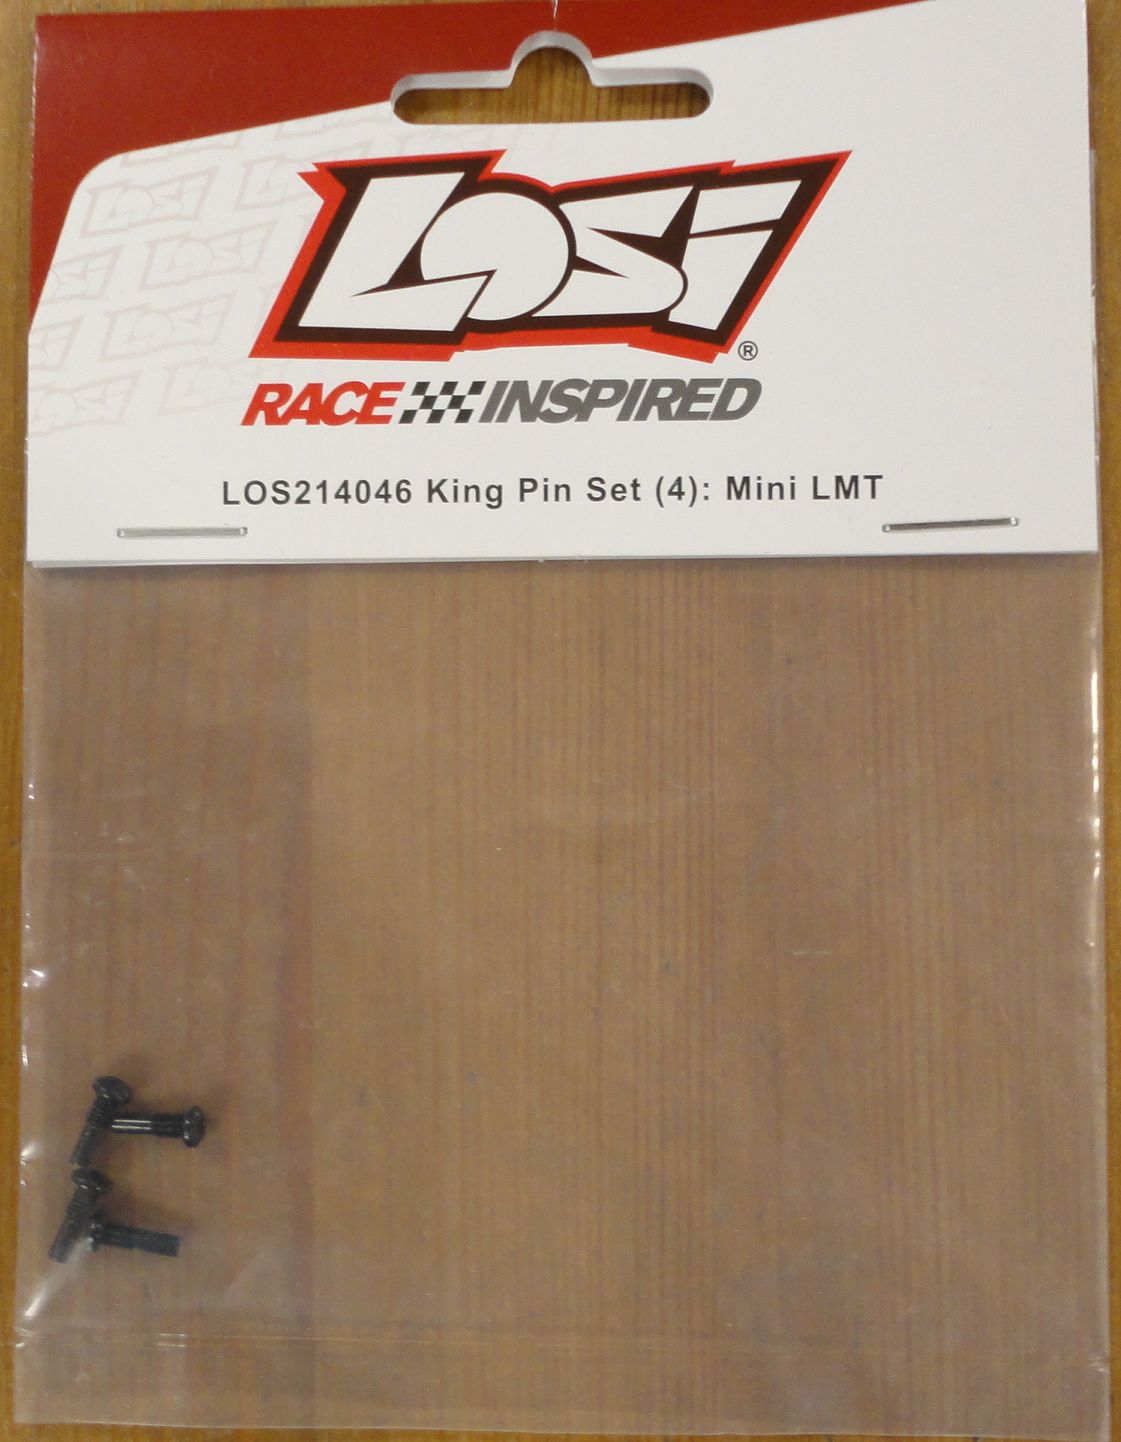 LOSI ®
RACE INSPIRED
LOS214046 King Pin Set (4): Mini LMT